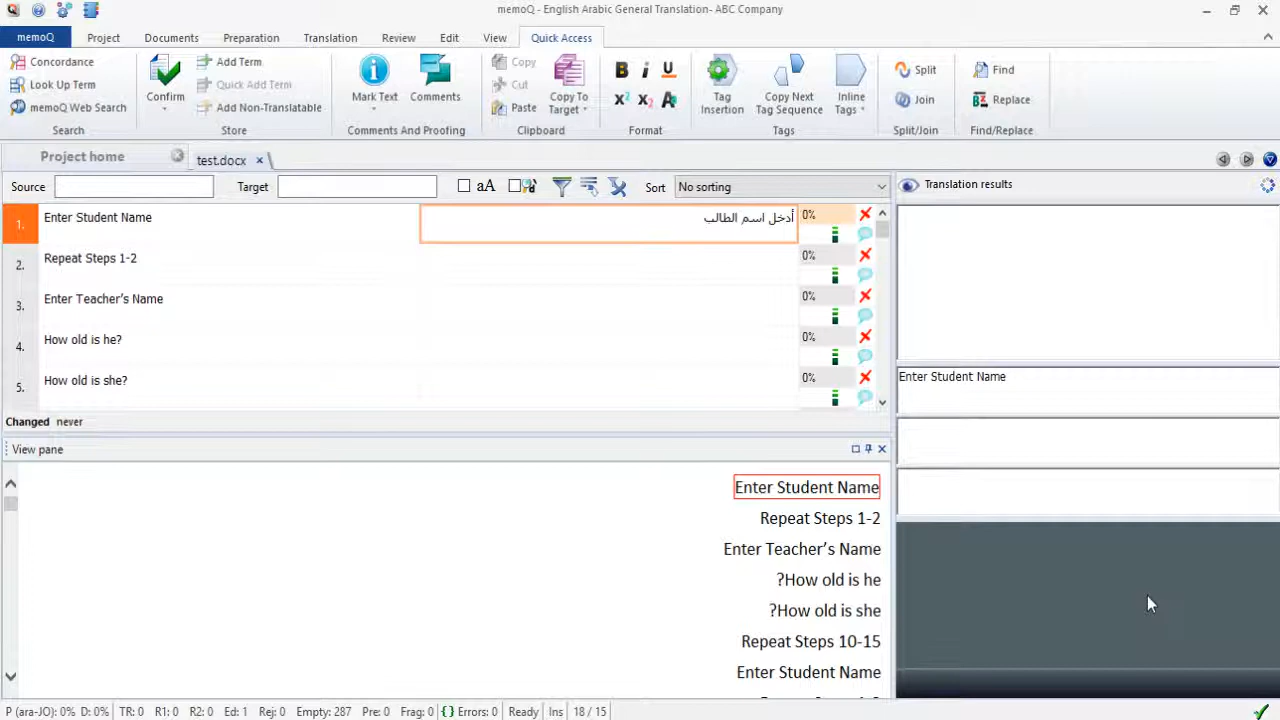 memoQ - English Arabic General Translation- ABC Company
memoQ Project Documents Preparation Translation Review Edit View Quick Access
Concordance
Look Up Term
memoQ Web Search
Search
Confirm
Add Term
Quick Add Term
Add Non-Translatable
Store
Mark Text
Comments
Comments And Proofing
Copy
Cut
Paste
Copy To Target
Clipboard
B i U
X² X₂ A
Format
Tag Insertion
Copy Next Tag Sequence
Inline Tags
Tags
Split
Join
Split/Join
Find
Replace
Find/Replace
Project home
test.docx
Source Target aA Sort No sorting
Translation results
1. Enter Student Name أدخل اسم الطالب 0%
2. Repeat Steps 1-2 0%
3. Enter Teacher’s Name 0%
4. How old is he? 0%
5. How old is she? 0%
Enter Student Name
Changed never
View pane
Enter Student Name
Repeat Steps 1-2
Enter Teacher’s Name
?How old is he
?How old is she
Repeat Steps 10-15
Enter Student Name
P (ara-JO): 0% D: 0% TR: 0 R1: 0 R2: 0 Ed: 1 Rej: 0 Empty: 287 Pre: 0 Frag: 0 {} Errors: 0 Ready Ins 18 / 15